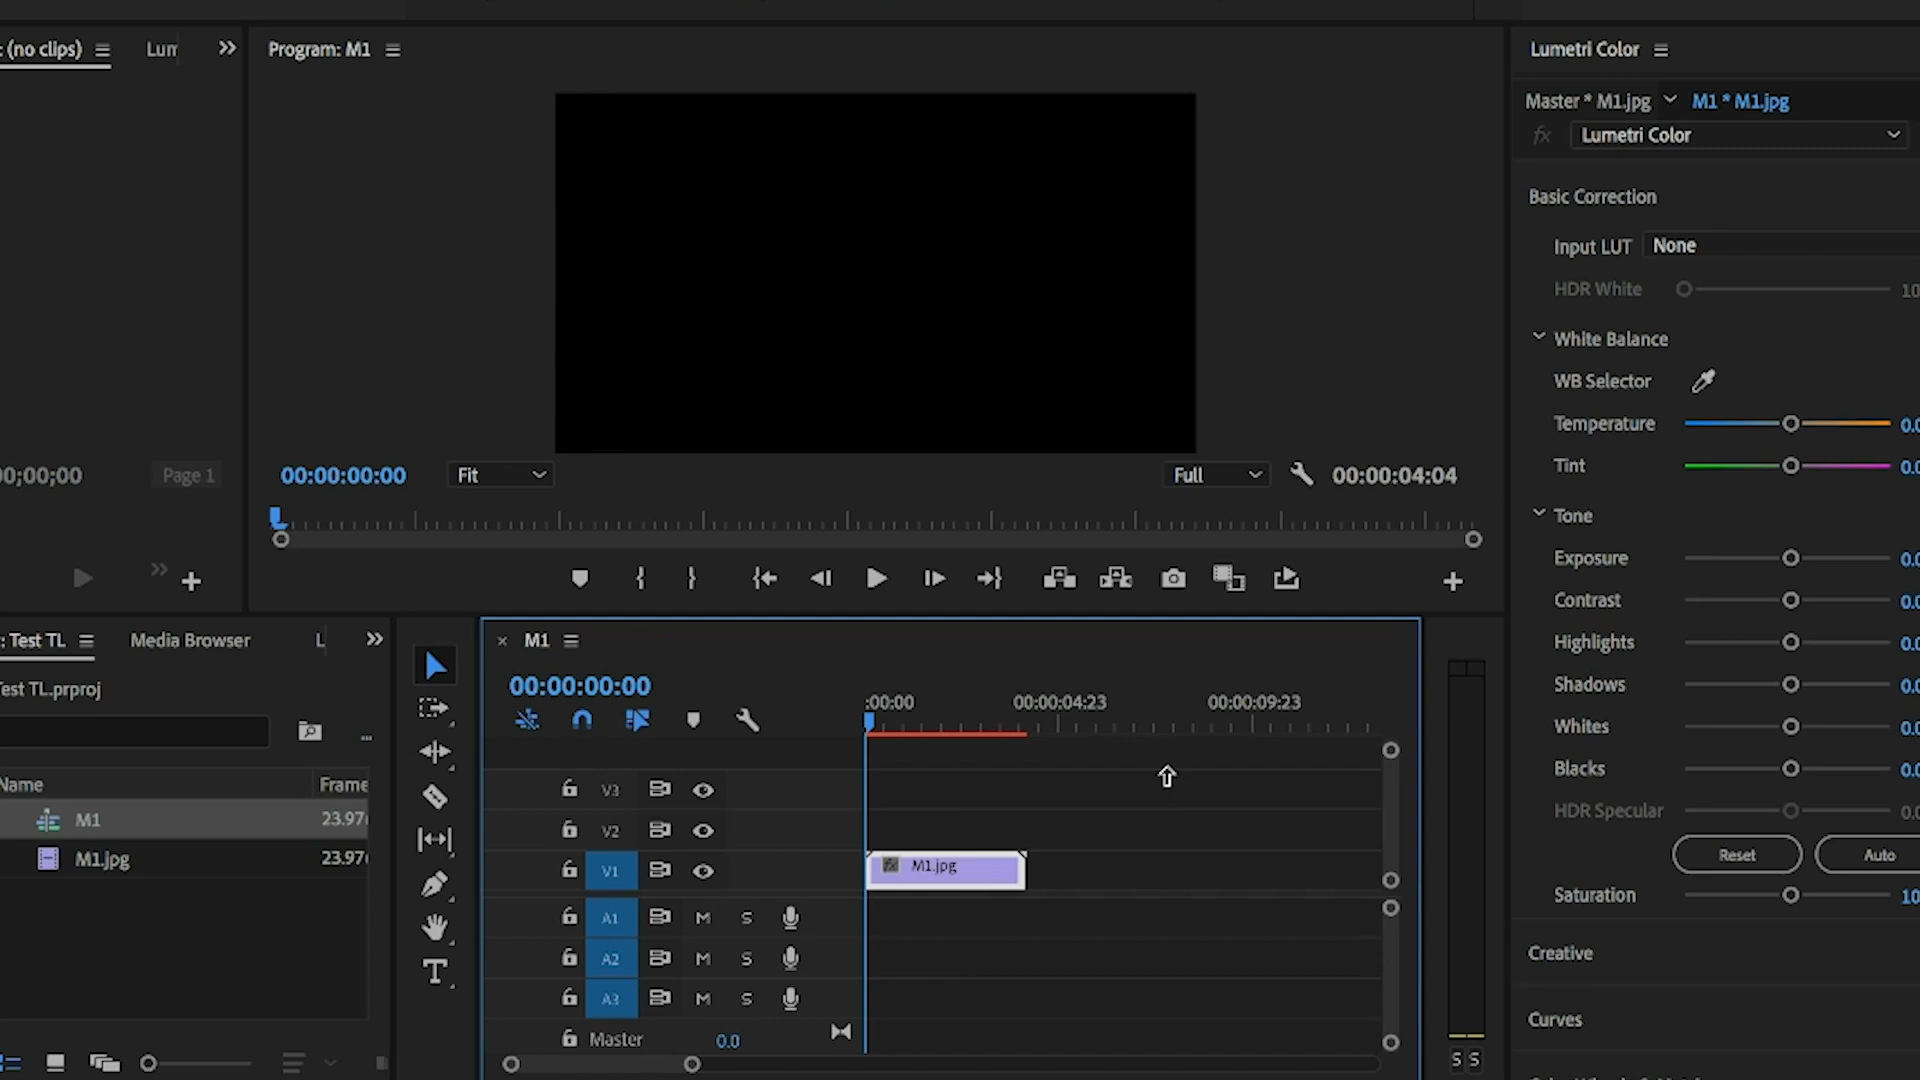 : (no clips)
Lum
Program: M1
Lumetri Color
Master * M1.jpg
M1 * M1.jpg
fx
Lumetri Color
Basic Correction
Input LUT
None
HDR White
10
White Balance
WB Selector
Temperature
0.0
Tint
0.0
Tone
Exposure
0.0
Contrast
0.0
Highlights
0.0
Shadows
0.0
Whites
0.0
Blacks
0.0
HDR Specular
0.0
Reset
Auto
Saturation
10
Creative
Curves
00;00;00
Page 1
00:00:00:00
Fit
Full
00:00:04:04
: Test TL
Media Browser
L
Test TL.prproj
Name
Frame
M1
23.97
M1.jpg
23.97
M1
00:00:00:00
:00:00
00:00:04:23
00:00:09:23
V3
V2
V1
fx
M1.jpg
A1
M
S
A2
M
S
A3
M
S
Master
0.0
S S